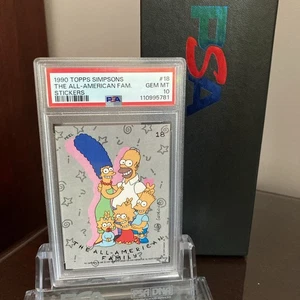 1990 TOPPS SIMPSONS #18
THE ALL-AMERICAN FAM. GEM MT
STICKERS 10
PSA 110995761
18
THE ALL-AMERICAN
FAMILY!
PSA